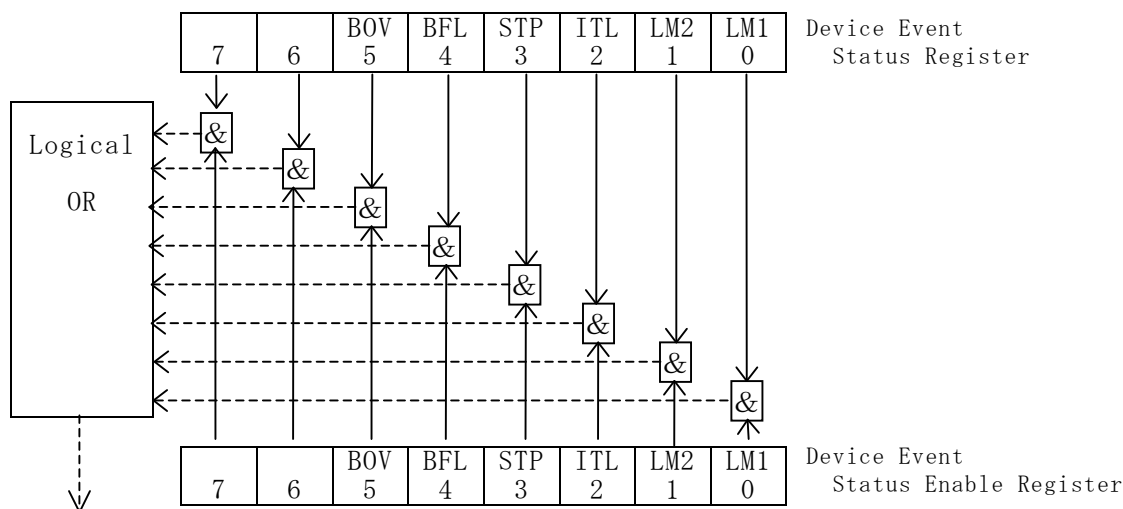 BOV BFL STP ITL LM2 LM1
7 6 5 4 3 2 1 0
Device Event
Status Register
Logical
OR
&
&
&
&
&
&
&
&
BOV BFL STP ITL LM2 LM1
7 6 5 4 3 2 1 0
Device Event
Status Enable Register